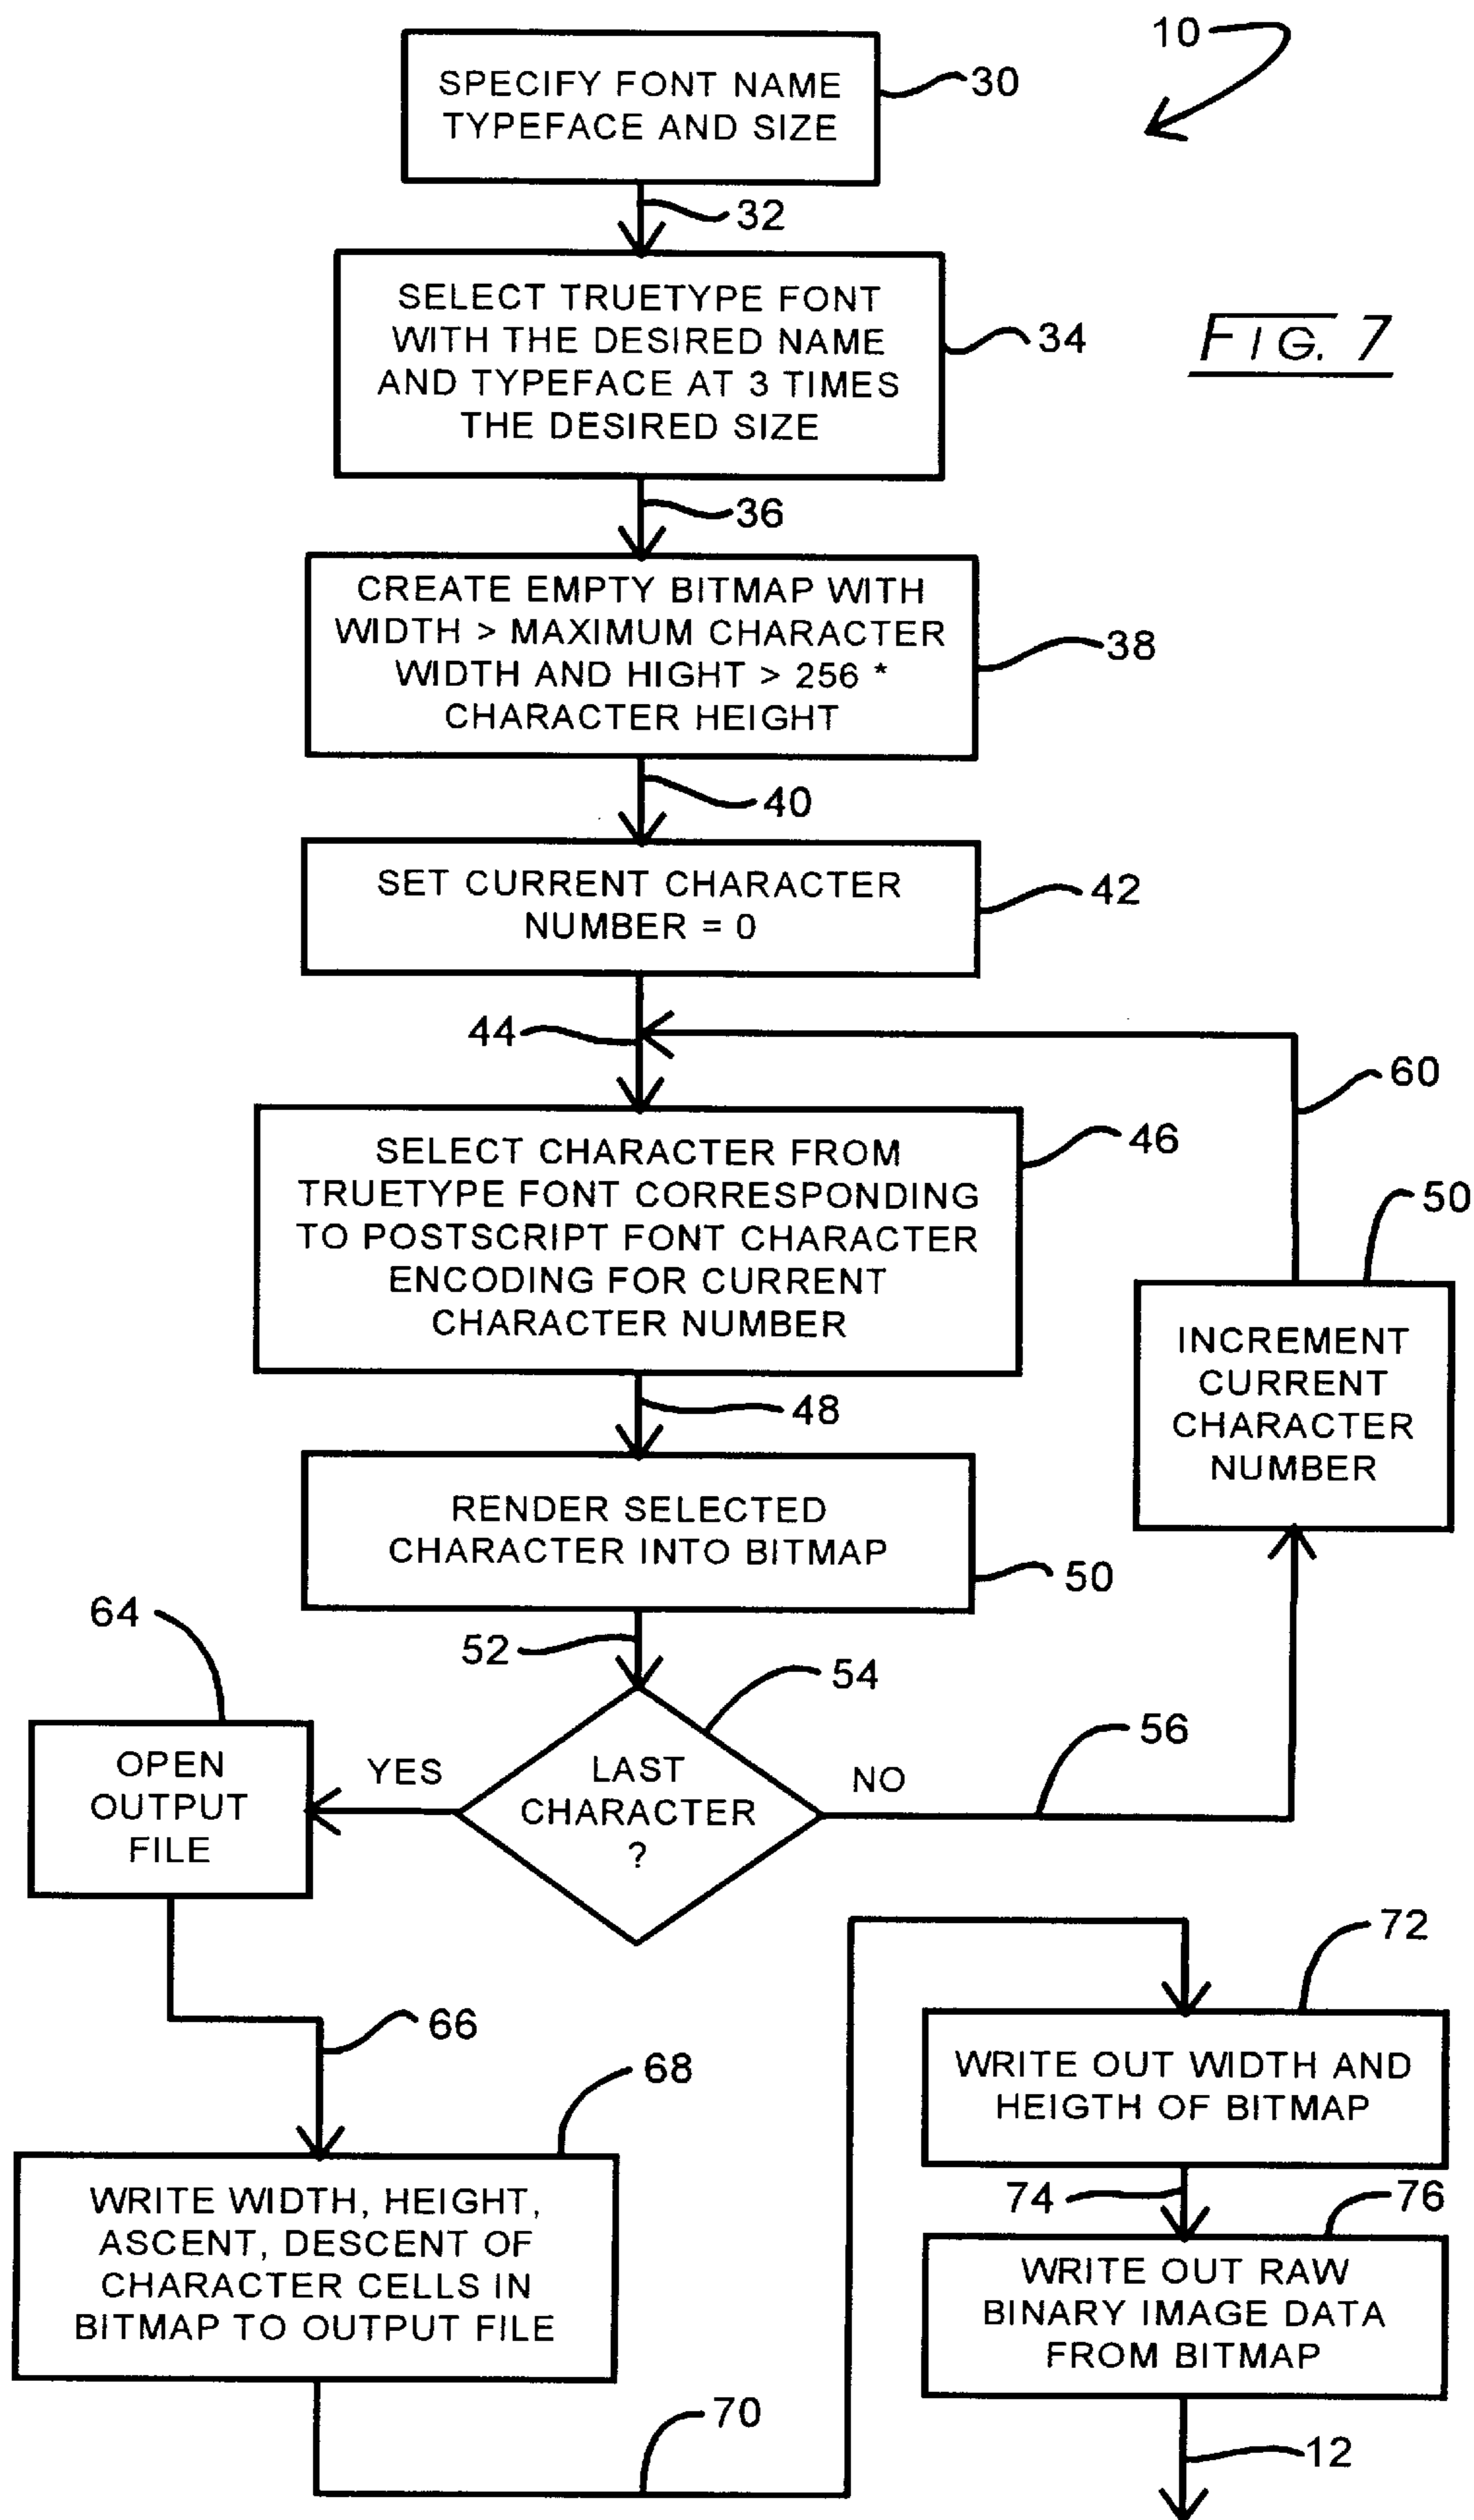 10
SPECIFY FONT NAME
TYPEFACE AND SIZE
30
32
SELECT TRUETYPE FONT
WITH THE DESIRED NAME
AND TYPEFACE AT 3 TIMES
THE DESIRED SIZE
34
FIG. 7
36
CREATE EMPTY BITMAP WITH
WIDTH > MAXIMUM CHARACTER
WIDTH AND HIGHT > 256 *
CHARACTER HEIGHT
38
40
SET CURRENT CHARACTER
NUMBER = 0
42
44
60
SELECT CHARACTER FROM
TRUETYPE FONT CORRESPONDING
TO POSTSCRIPT FONT CHARACTER
ENCODING FOR CURRENT
CHARACTER NUMBER
46
50
INCREMENT
CURRENT
CHARACTER
NUMBER
48
RENDER SELECTED
CHARACTER INTO BITMAP
50
52
54
LAST
CHARACTER
?
YES
NO
56
64
OPEN
OUTPUT
FILE
66
68
WRITE WIDTH, HEIGHT,
ASCENT, DESCENT OF
CHARACTER CELLS IN
BITMAP TO OUTPUT FILE
70
72
WRITE OUT WIDTH AND
HEIGTH OF BITMAP
74
76
WRITE OUT RAW
BINARY IMAGE DATA
FROM BITMAP
12